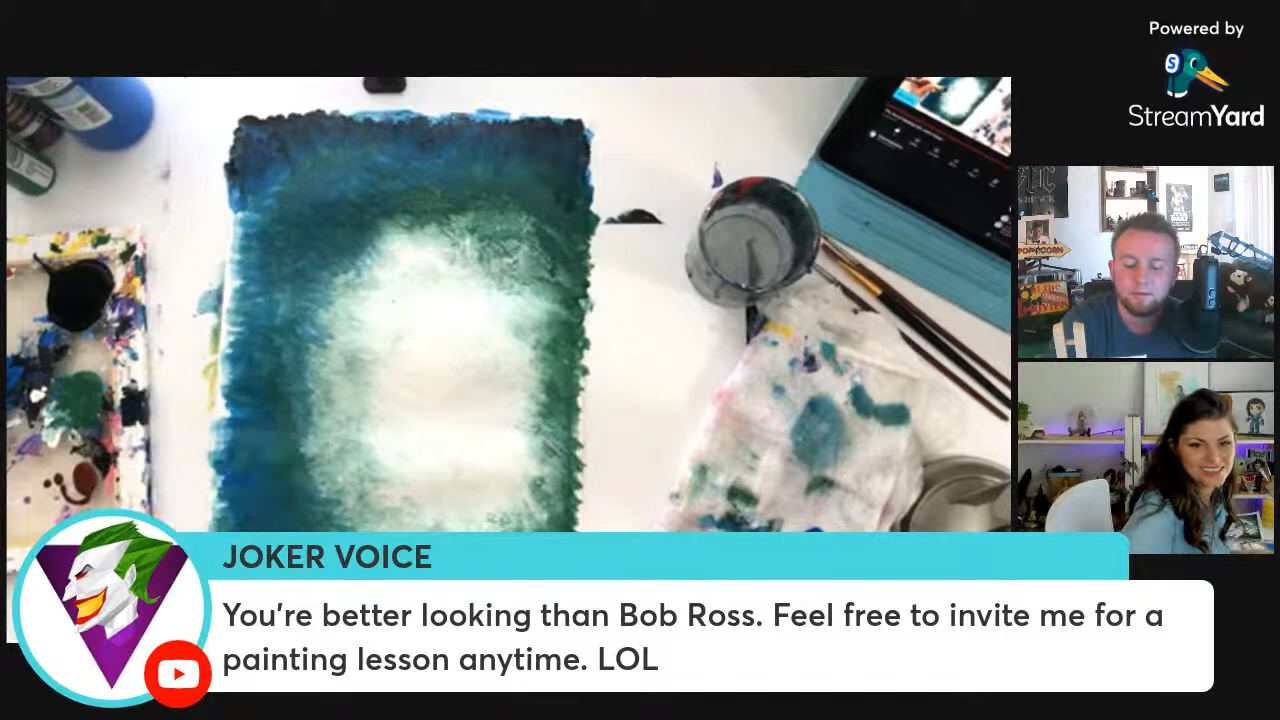 Powered by
StreamYard
POPCORN
JOKER VOICE
You're better looking than Bob Ross. Feel free to invite me for a
painting lesson anytime. LOL